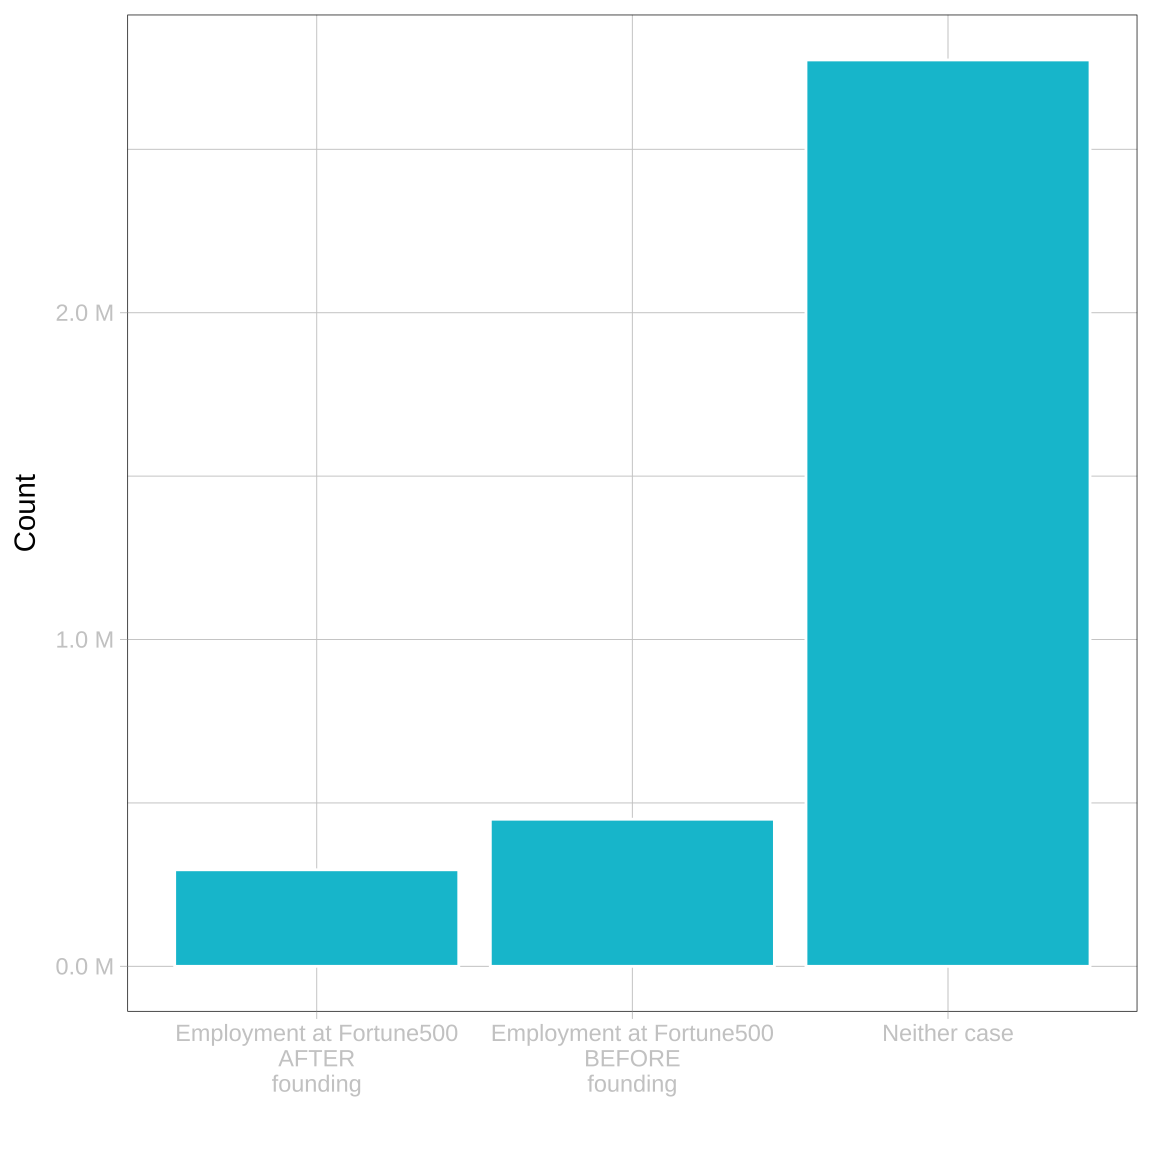 Count
2.0 M
1.0 M
0.0 M
Employment at Fortune500
AFTER
founding
Employment at Fortune500
BEFORE
founding
Neither case